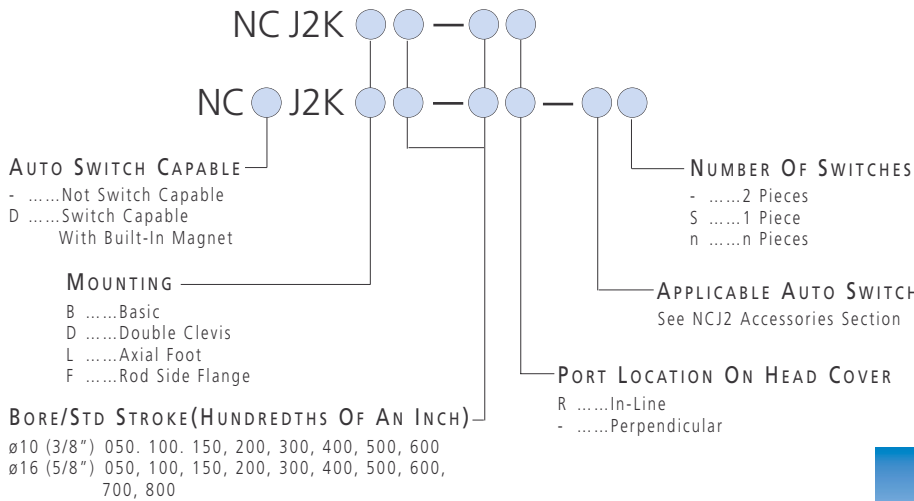 NC J2K —
NC J2K — —
AUTO SWITCH CAPABLE
- ......Not Switch Capable
D ......Switch Capable
With Built-In Magnet
MOUNTING
B ......Basic
D ......Double Clevis
L ......Axial Foot
F ......Rod Side Flange
BORE/STD STROKE(HUNDREDTHS OF AN INCH)
ø10 (3/8") 050. 100. 150, 200, 300, 400, 500, 600
ø16 (5/8") 050, 100, 150, 200, 300, 400, 500, 600,
700, 800
NUMBER OF SWITCHES
- ......2 Pieces
S ......1 Piece
n ......n Pieces
APPLICABLE AUTO SWITCH
See NCJ2 Accessories Section
PORT LOCATION ON HEAD COVER
R ......In-Line
- ......Perpendicular